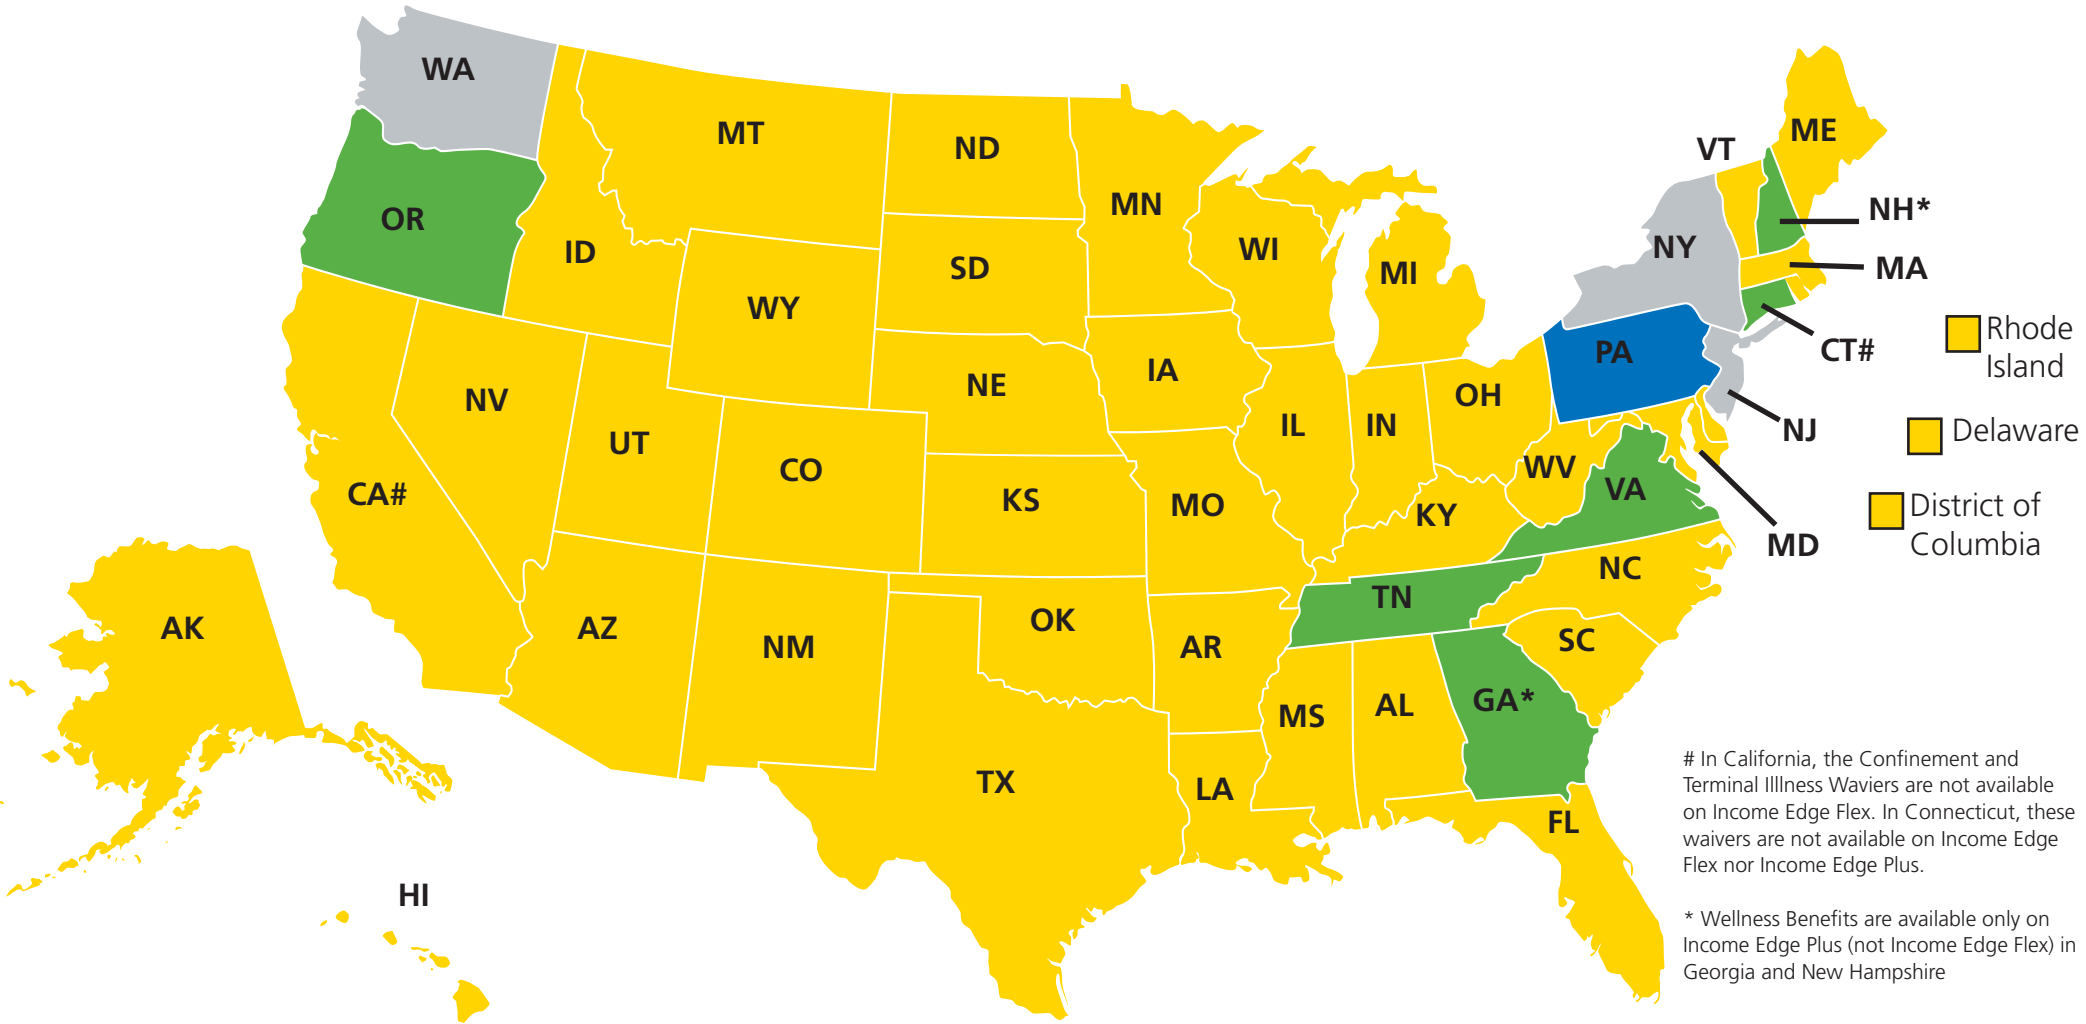 WA
MT
ND
MN
VT
ME
OR
ID
WY
SD
WI
MI
NY
NH*
MA
CT#
Rhode
Island
PA
NJ
Delaware
NV
UT
CO
NE
IA
IL
IN
OH
WV
VA
MD
District of
Columbia
CA#
KS
MO
KY
NC
TN
SC
AK
AZ
NM
OK
AR
MS
AL
GA*
TX
LA
FL
HI
# In California, the Confinement and
Terminal Illlness Waviers are not available
on Income Edge Flex. In Connecticut, these
waivers are not available on Income Edge
Flex nor Income Edge Plus.
* Wellness Benefits are available only on
Income Edge Plus (not Income Edge Flex) in
Georgia and New Hampshire